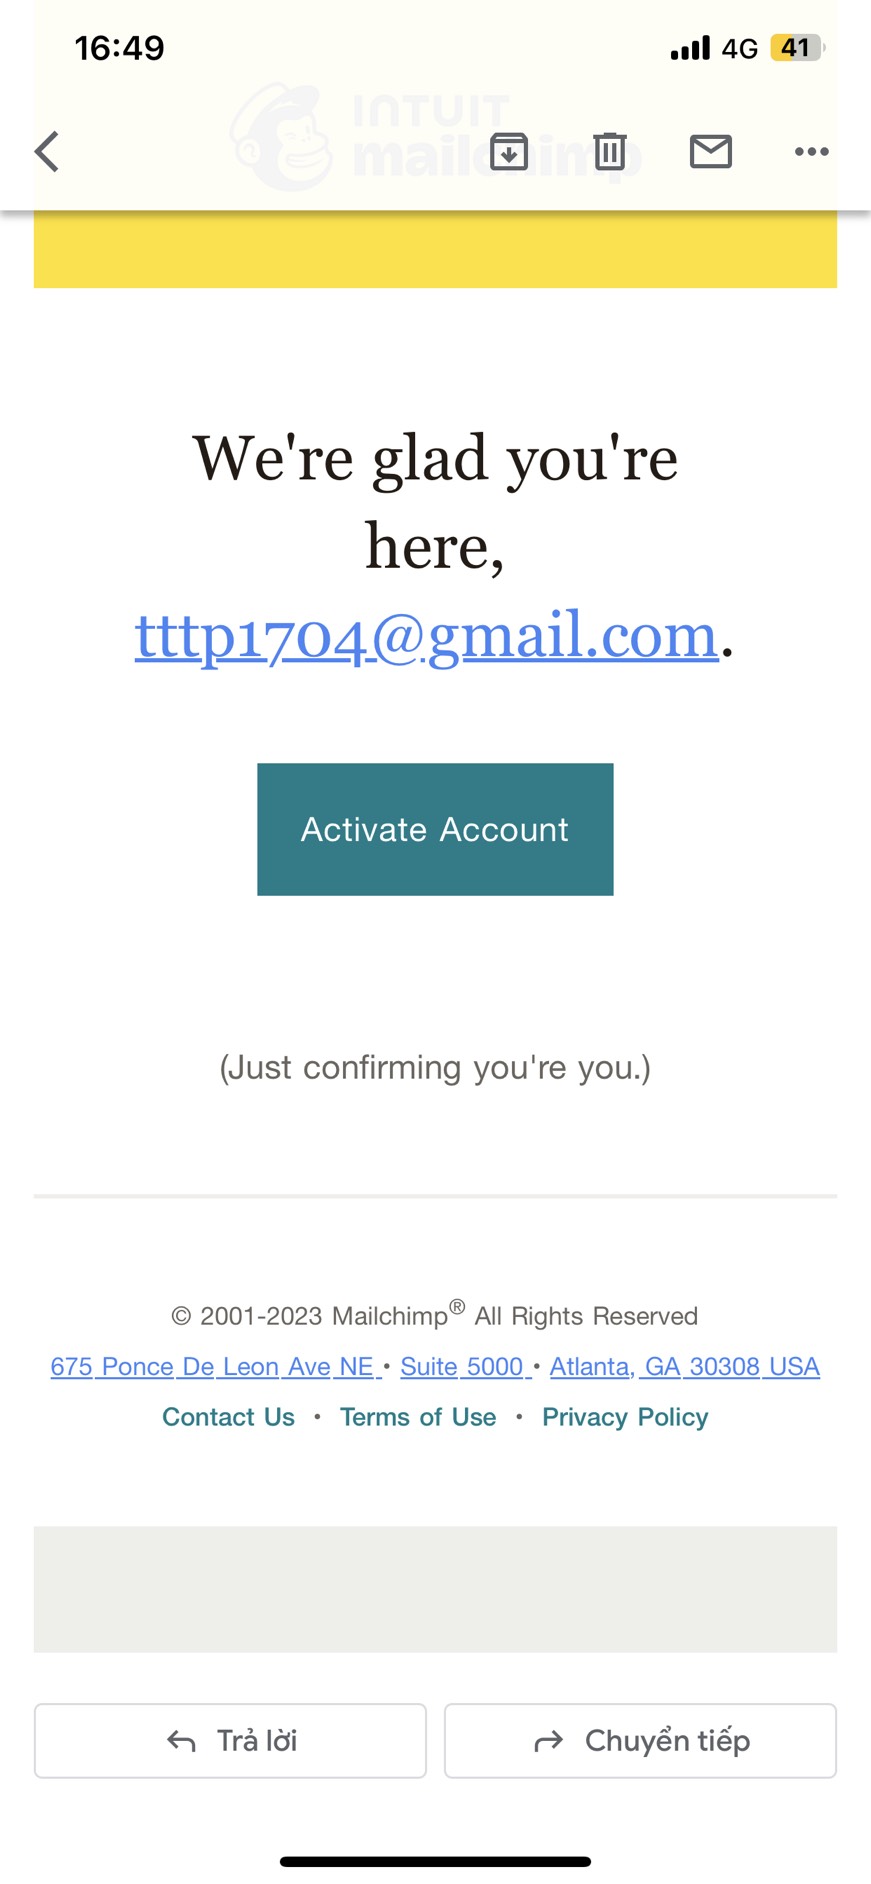 16:49 4G 41
INTUIT
mailchimp
We're glad you're
here,
tttp1704@gmail.com.
Activate Account
(Just confirming you're you.)
© 2001-2023 Mailchimp® All Rights Reserved
675 Ponce De Leon Ave NE • Suite 5000 • Atlanta, GA 30308 USA
Contact Us • Terms of Use • Privacy Policy
Trả lời
Chuyển tiếp